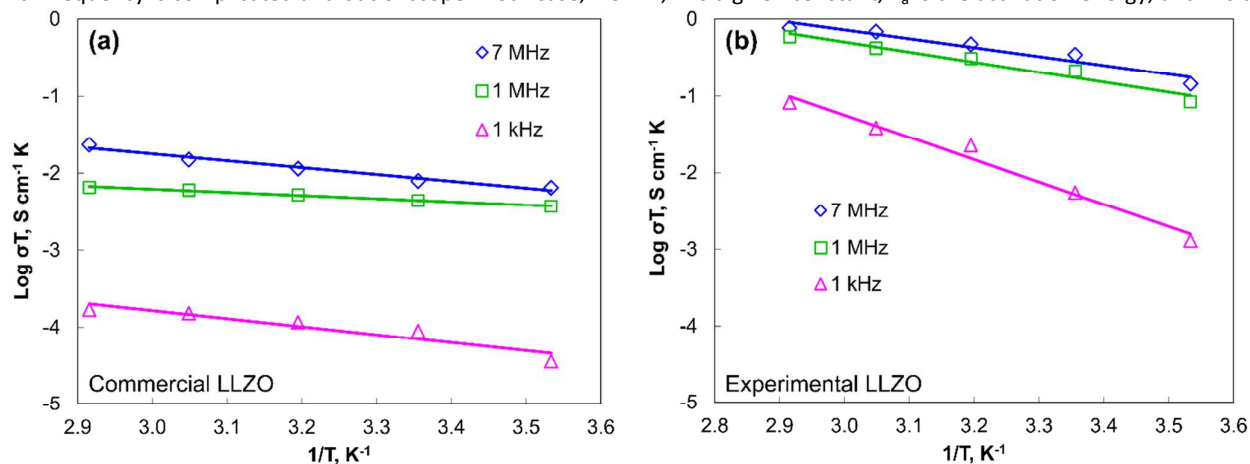 (a)
7 MHz
1 MHz
1 kHz
Log σT, S cm⁻¹ K
0
-1
-2
-3
-4
-5
Commercial LLZO
2.9 3.0 3.1 3.2 3.3 3.4 3.5 3.6
1/T, K⁻¹
(b)
7 MHz
1 MHz
1 kHz
Log σT, S cm⁻¹ K
0
-1
-2
-3
-4
-5
Experimental LLZO
2.8 2.9 3.0 3.1 3.2 3.3 3.4 3.5 3.6
1/T, K⁻¹